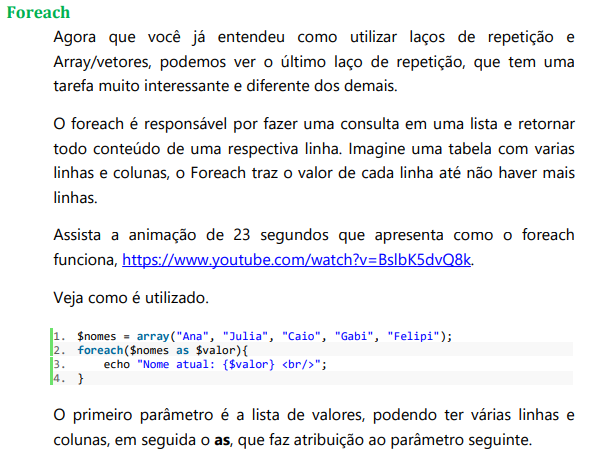 Foreach
Agora que você já entendeu como utilizar laços de repetição e
Array/vetores, podemos ver o último laço de repetição, que tem uma
tarefa muito interessante e diferente dos demais.
O foreach é responsável por fazer uma consulta em uma lista e retornar
todo conteúdo de uma respectiva linha. Imagine uma tabela com varias
linhas e colunas, o Foreach traz o valor de cada linha até não haver mais
linhas.
Assista a animação de 23 segundos que apresenta como o foreach
funciona, https://www.youtube.com/watch?v=BslbK5dvQ8k.
Veja como é utilizado.
1. $nomes = array("Ana", "Julia", "Caio", "Gabi", "Felipi");
2. foreach($nomes as $valor){
3. echo "Nome atual: {$valor} <br/>";
4. }
O primeiro parâmetro é a lista de valores, podendo ter várias linhas e
colunas, em seguida o as, que faz atribuição ao parâmetro seguinte.